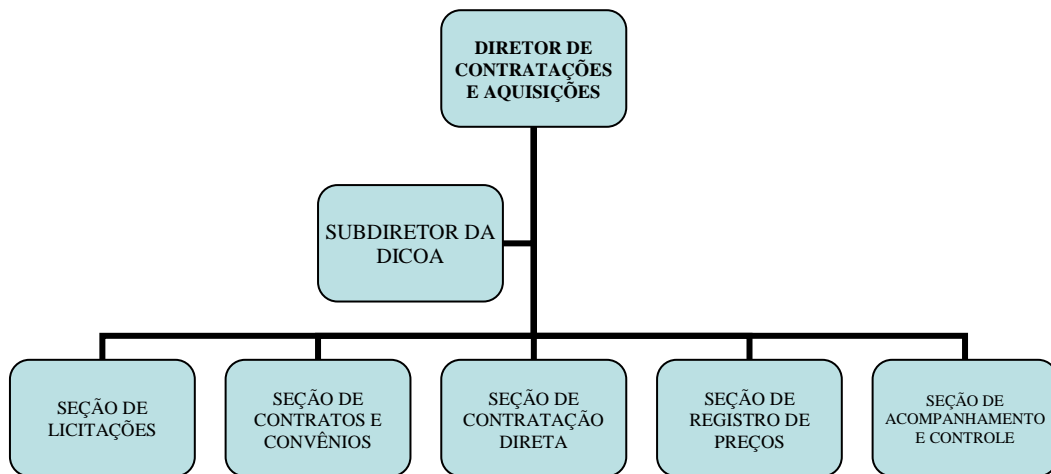 DIRETOR DE
CONTRATAÇÕES
E AQUISIÇÕES
SUBDIRETOR DA
DICOA
SEÇÃO DE
LICITAÇÕES
SEÇÃO DE
CONTRATOS E
CONVÊNIOS
SEÇÃO DE
CONTRATAÇÃO
DIRETA
SEÇÃO DE
REGISTRO DE
PREÇOS
SEÇÃO DE
ACOMPANHAMENTO
E CONTROLE